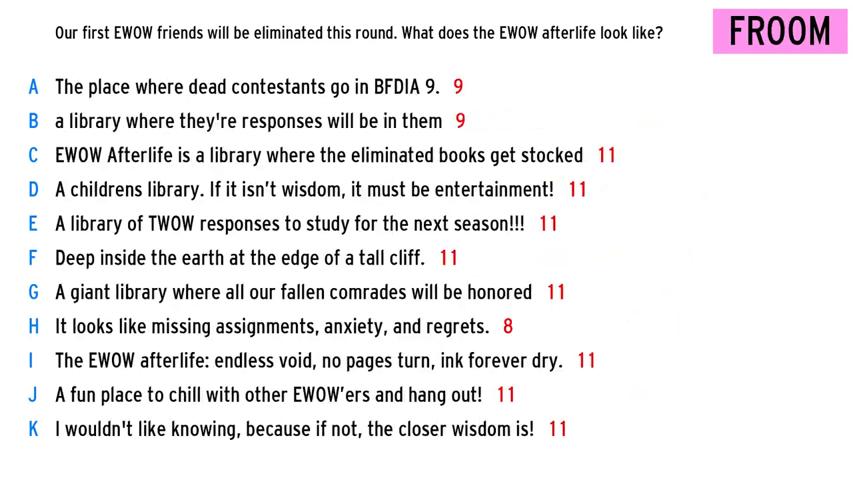 Our first EWOW friends will be eliminated this round. What does the EWOW afterlife look like?
FROOM
A The place where dead contestants go in BFDIA 9. 9
B a library where they're responses will be in them 9
C EWOW Afterlife is a library where the eliminated books get stocked 11
D A childrens library. If it isn't wisdom, it must be entertainment! 11
E A library of TWOW responses to study for the next season!!! 11
F Deep inside the earth at the edge of a tall cliff. 11
G A giant library where all our fallen comrades will be honored 11
H It looks like missing assignments, anxiety, and regrets. 8
I The EWOW afterlife: endless void, no pages turn, ink forever dry. 11
J A fun place to chill with other EWOW'ers and hang out! 11
K I wouldn't like knowing, because if not, the closer wisdom is! 11